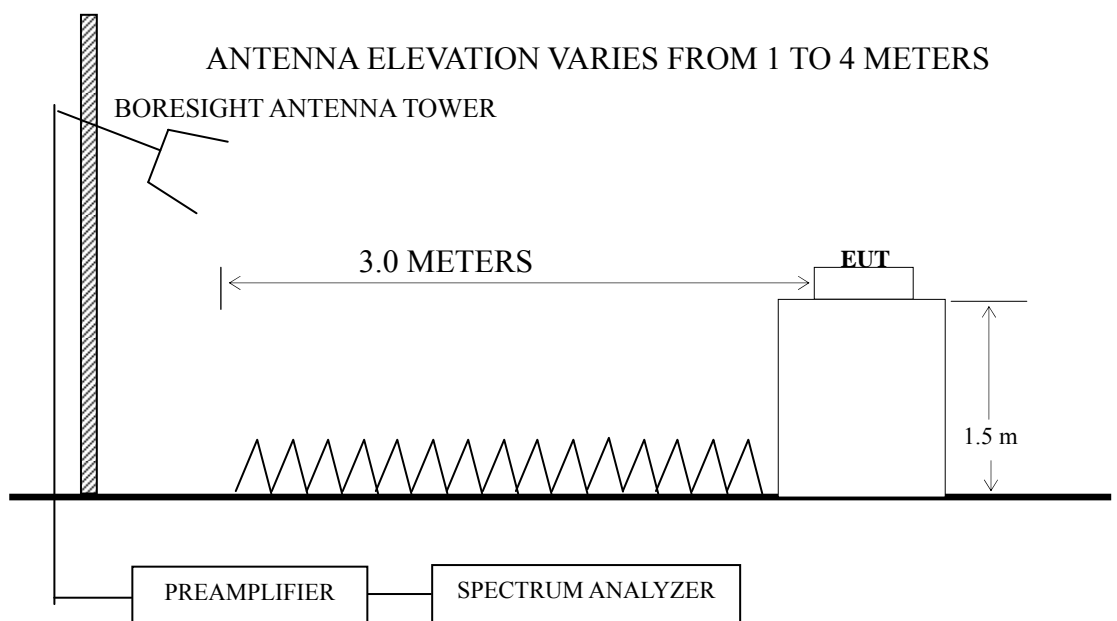 ANTENNA ELEVATION VARIES FROM 1 TO 4 METERS
BORESIGHT ANTENNA TOWER
3.0 METERS
EUT
1.5 m
PREAMPLIFIER
SPECTRUM ANALYZER